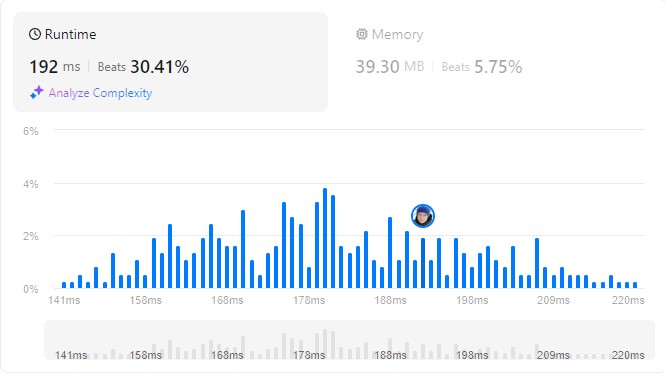 Runtime
Memory
192 ms | Beats 30.41%
39.30 MB | Beats 5.75%
Analyze Complexity
6%
4%
2%
0%
141ms 158ms 168ms 178ms 188ms 198ms 209ms 220ms
141ms 158ms 168ms 178ms 188ms 198ms 209ms 220ms